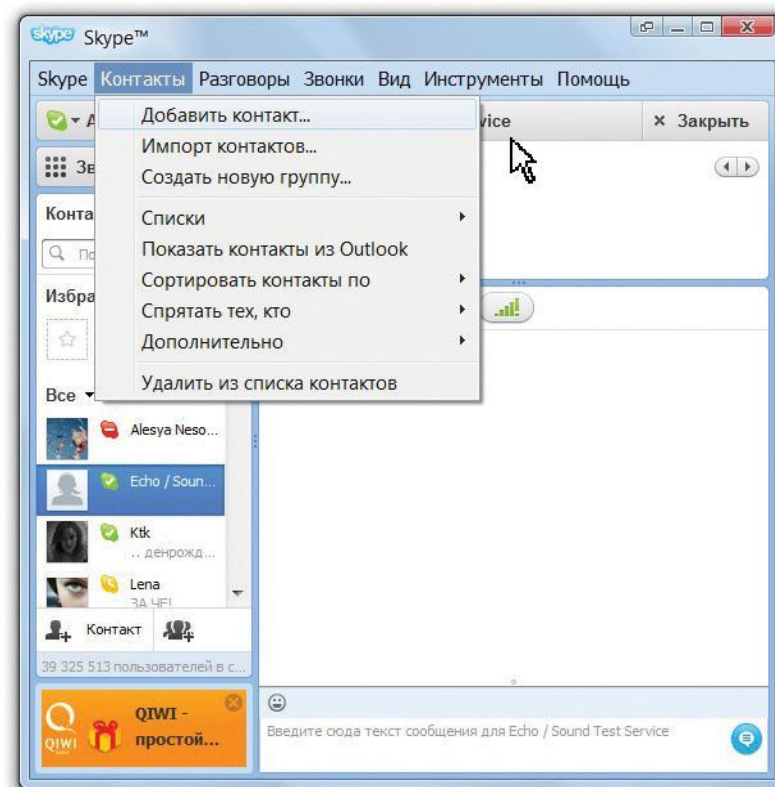 skype Skype™
Skype Контакты Разговоры Звонки Вид Инструменты Помощь
Добавить контакт...
Импорт контактов...
Создать новую группу...
Списки
Показать контакты из Outlook
Сортировать контакты по
Спрятать тех, кто
Дополнительно
Удалить из списка контактов
vice
× Закрыть
Зв
Конта
По
Избра
Все
Alesya Neso...
Echo / Soun...
Ktk
.. денрожд...
Lena
ЗА ЧЕ!
Контакт
39 325 513 пользователей в с...
QIWI
QIWI -
простой...
Введите сюда текст сообщения для Echo / Sound Test Service